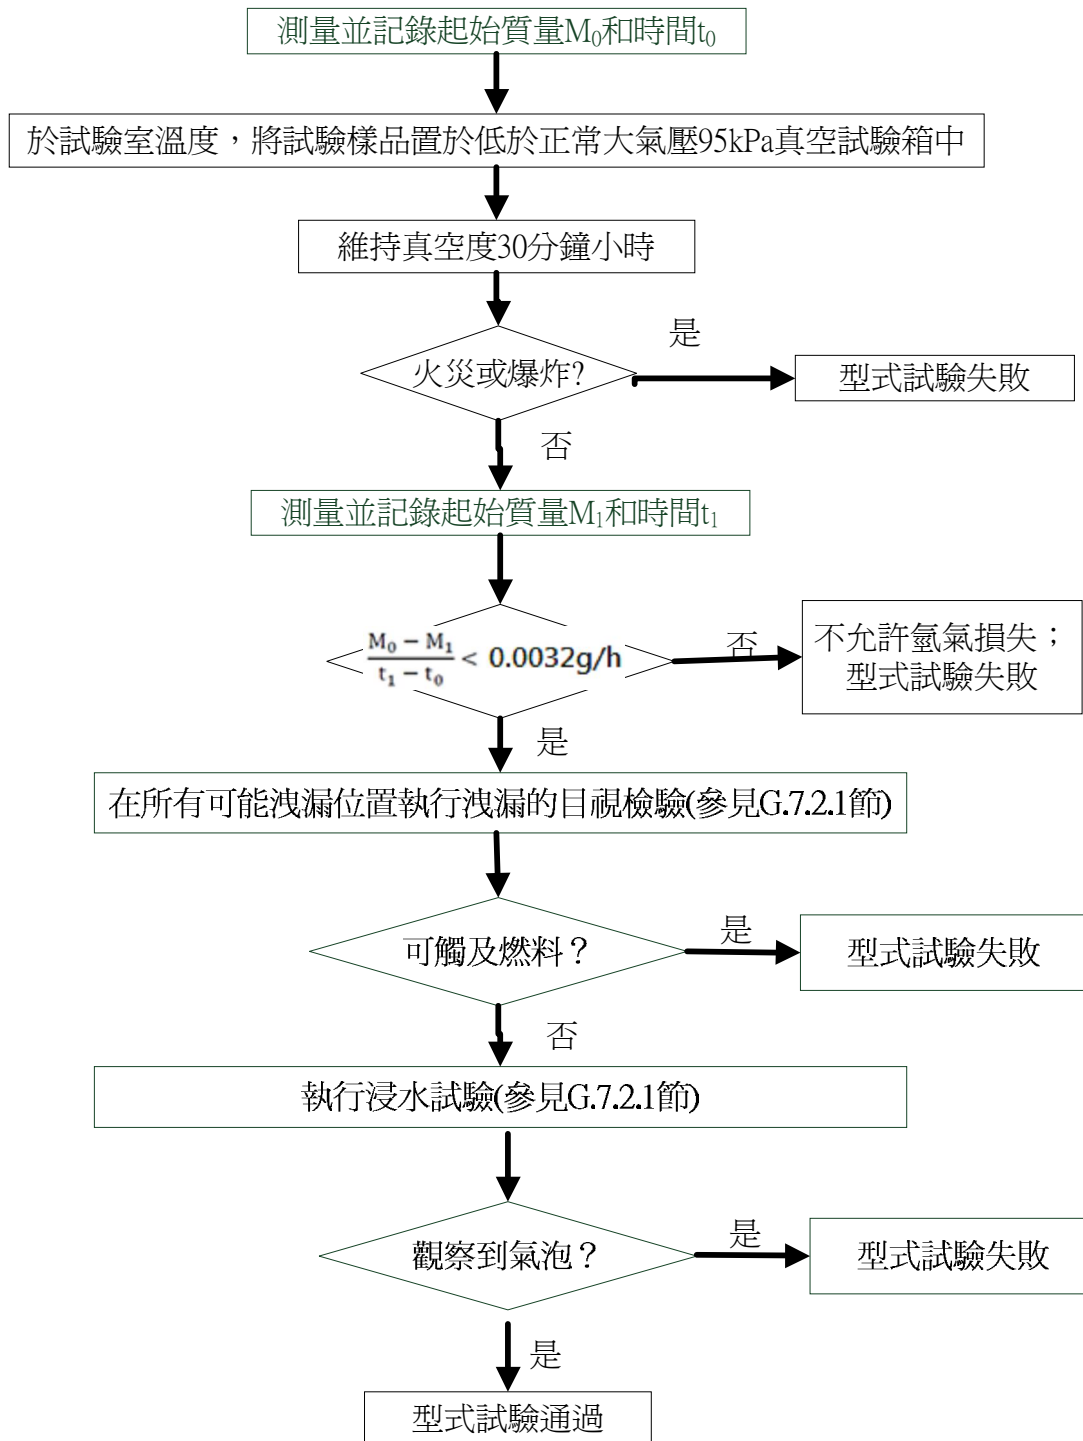 測量並記錄起始質量M₀和時間t₀
於試驗室溫度，將試驗樣品置於低於正常大氣壓95kPa真空試驗箱中
維持真空度30分鐘小時
火災或爆炸?
是
型式試驗失敗
否
測量並記錄起始質量M₁和時間t₁
(M₀ − M₁)/(t₁ − t₀) < 0.0032g/h
否
不允許氫氣損失；
型式試驗失敗
是
在所有可能洩漏位置執行洩漏的目視檢驗(參見G.7.2.1節)
可觸及燃料？
是
型式試驗失敗
否
執行浸水試驗(參見G.7.2.1節)
觀察到氣泡？
是
型式試驗失敗
是
型式試驗通過